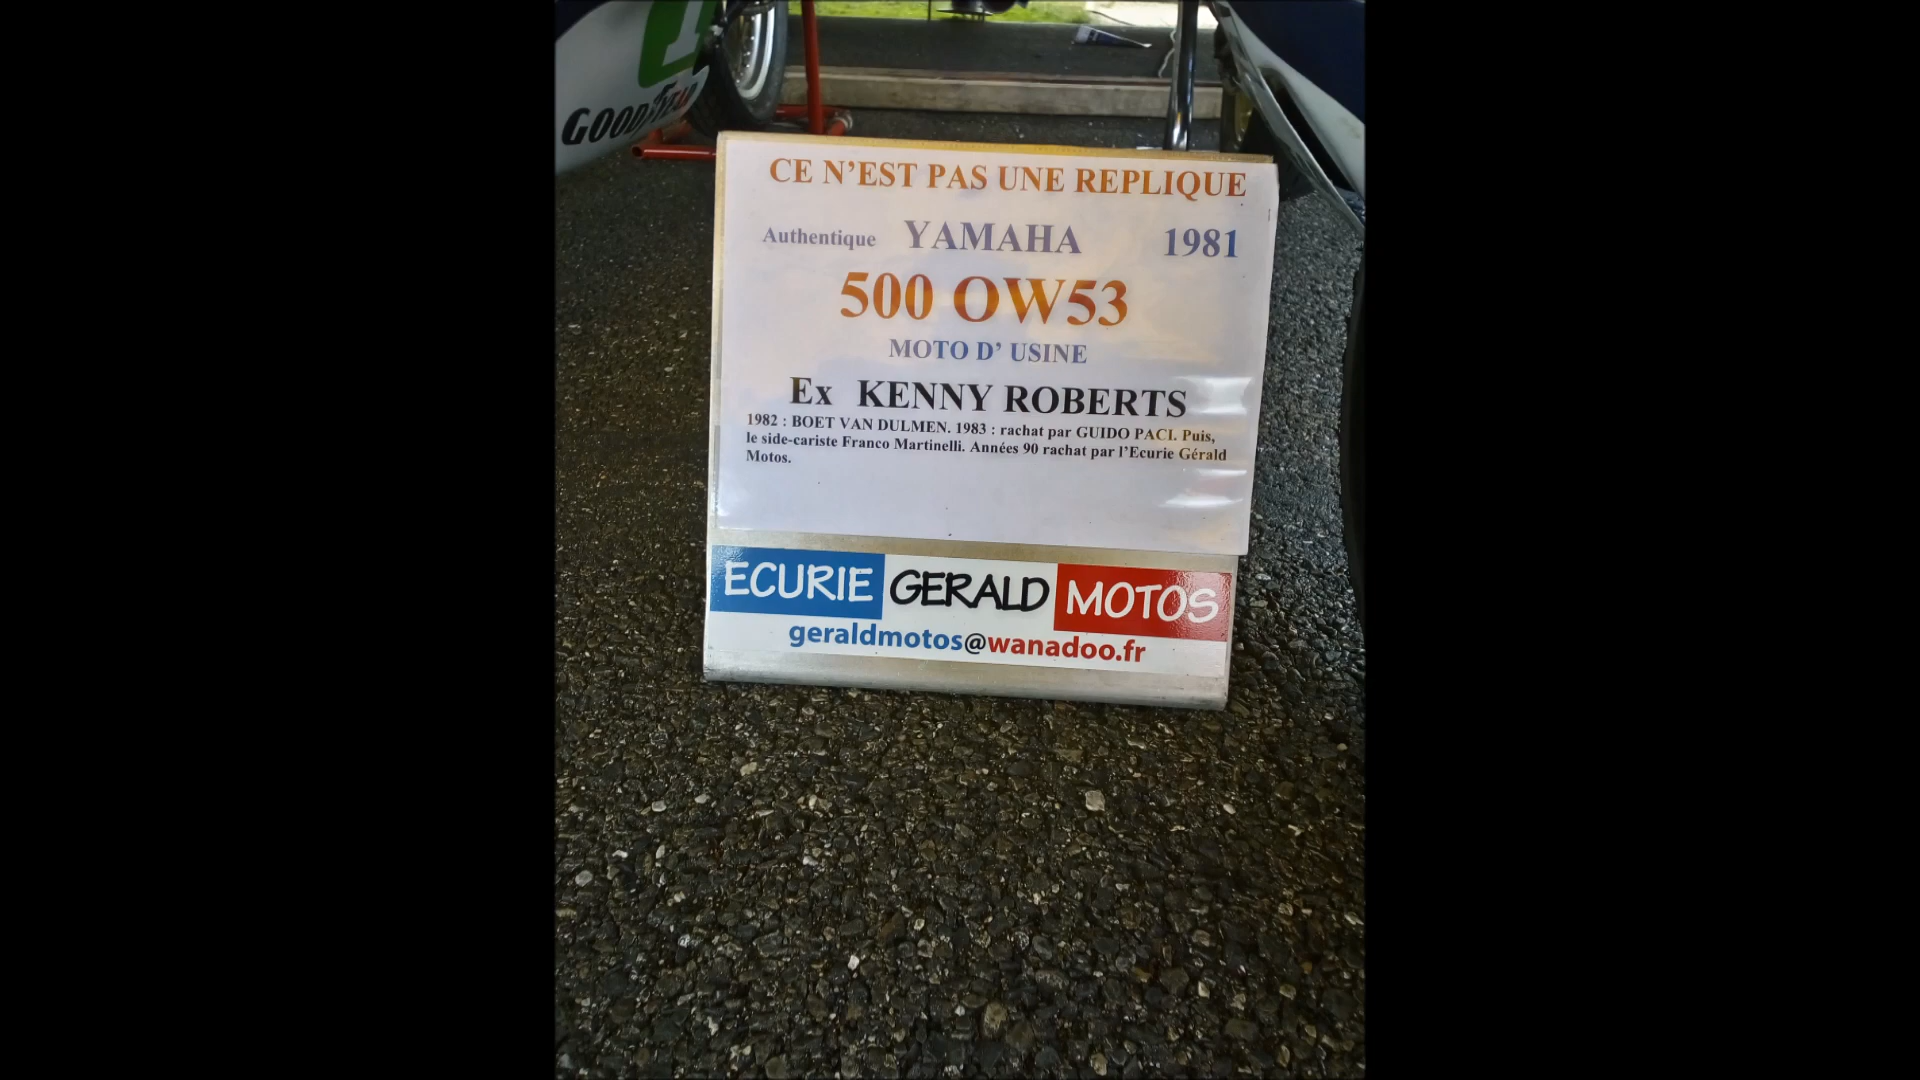 1
GOODYEAR
CE N'EST PAS UNE REPLIQUE
Authentique YAMAHA 1981
500 OW53
MOTO D' USINE
Ex KENNY ROBERTS
1982 : BOET VAN DULMEN. 1983 : rachat par GUIDO PACI. Puis,
le side-cariste Franco Martinelli. Années 90 rachat par l'Ecurie Gérald
Motos.
ECURIE GERALD MOTOS
geraldmotos@wanadoo.fr